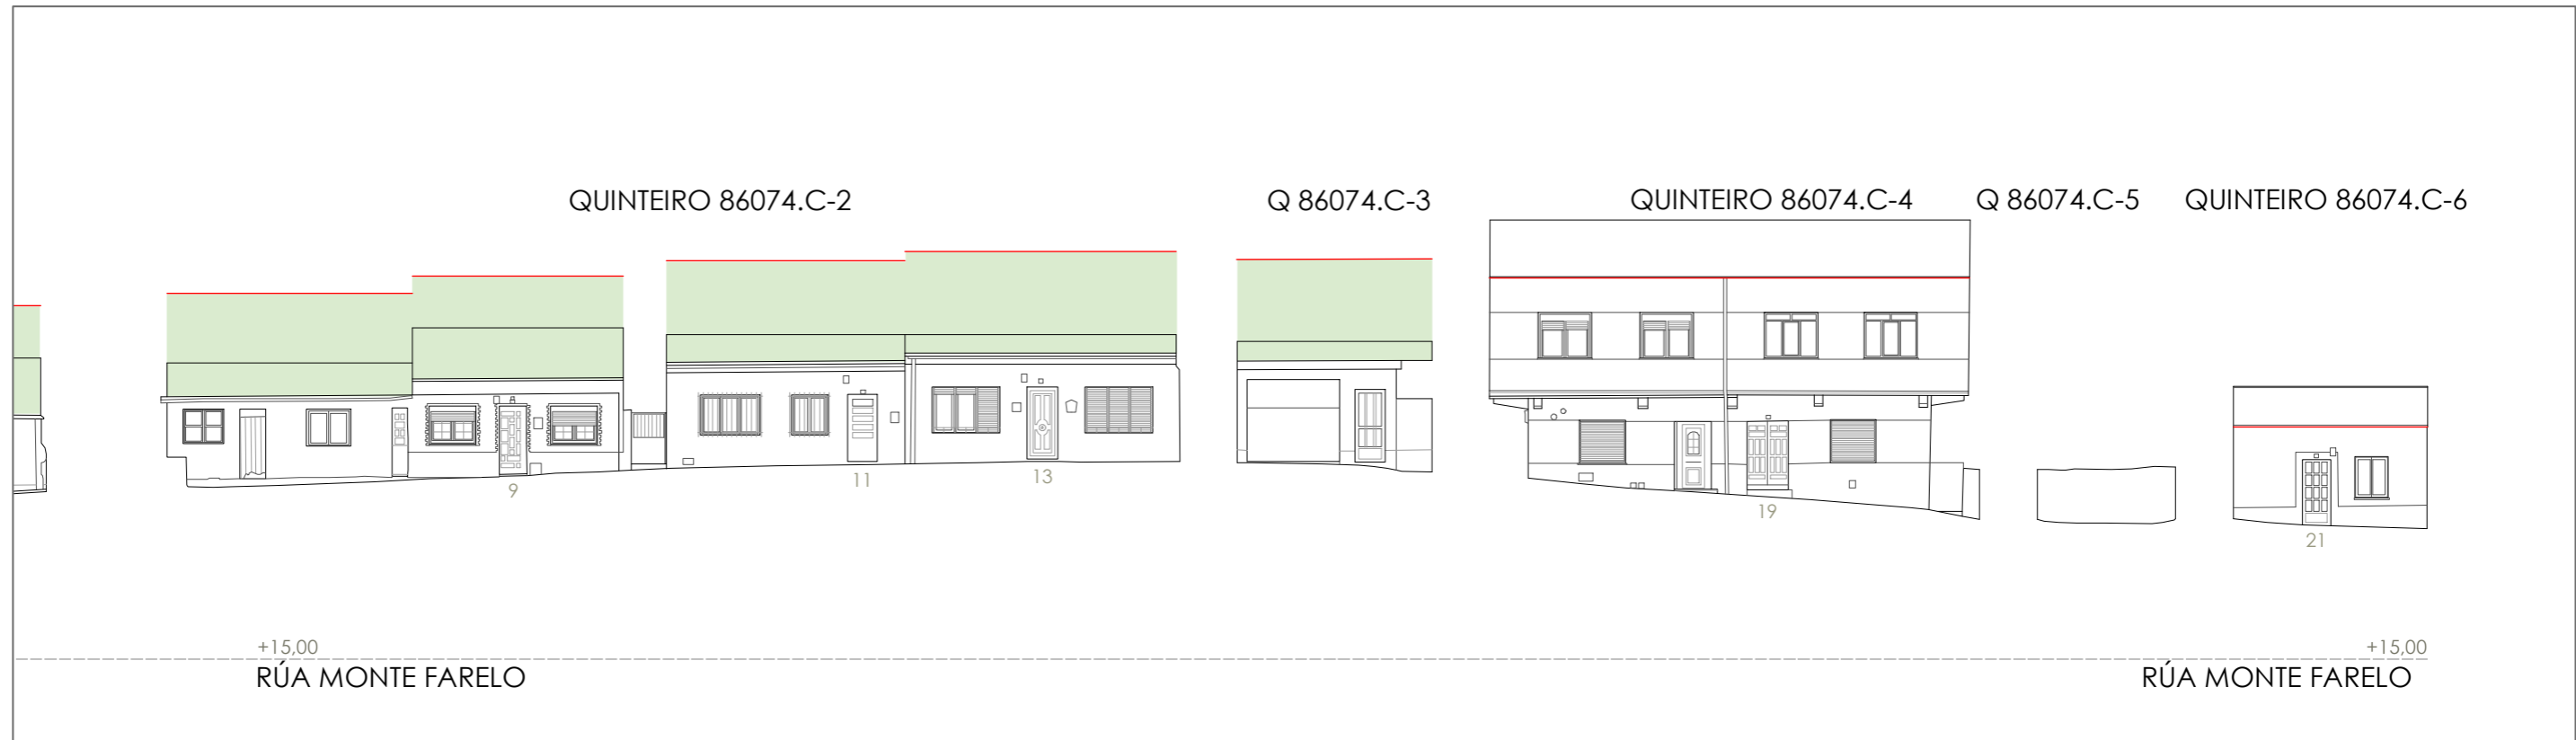 QUINTEIRO 86074.C-2
Q 86074.C-3
QUINTEIRO 86074.C-4
Q 86074.C-5
QUINTEIRO 86074.C-6
9
11
13
19
21
+15,00
+15,00
RÚA MONTE FARELO
RÚA MONTE FARELO